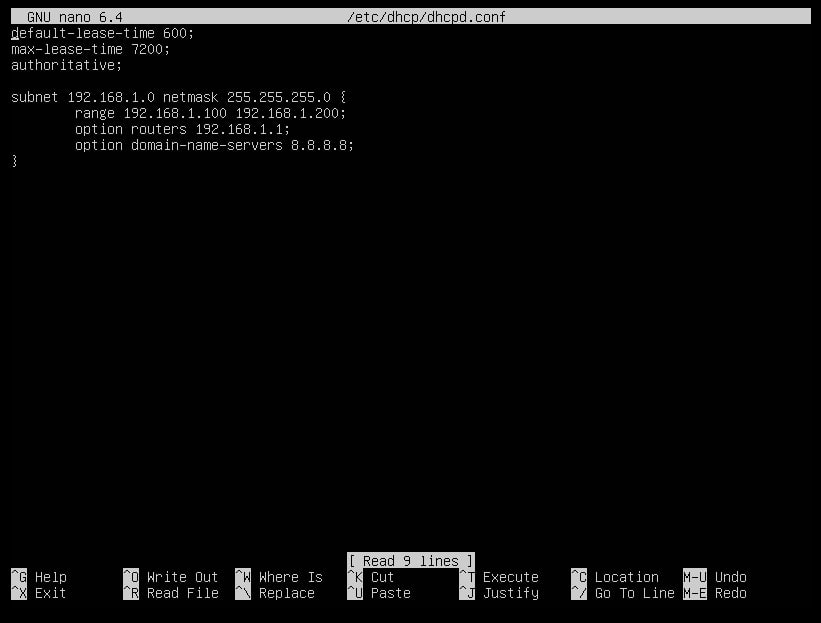 GNU nano 6.4 /etc/dhcp/dhcpd.conf
default-lease-time 600;
max-lease-time 7200;
authoritative;
subnet 192.168.1.0 netmask 255.255.255.0 {
range 192.168.1.100 192.168.1.200;
option routers 192.168.1.1;
option domain-name-servers 8.8.8.8;
}
[ Read 9 lines ]
^G Help ^O Write Out ^W Where Is ^K Cut ^T Execute ^C Location M-U Undo
^X Exit ^R Read File ^\ Replace ^U Paste ^J Justify ^/ Go To Line M-E Redo